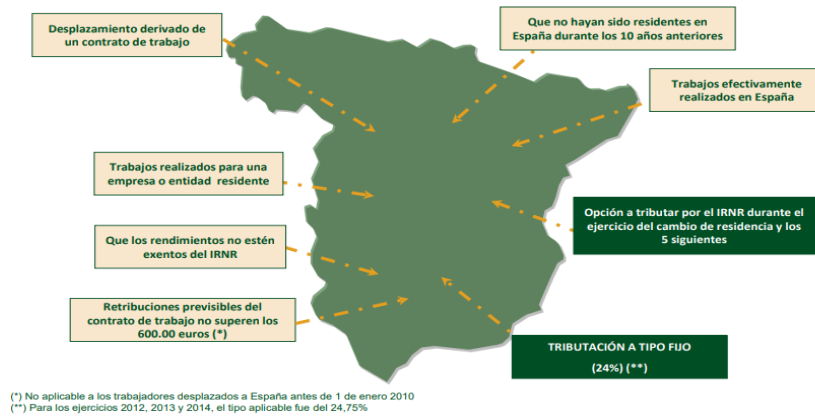 Desplazamiento derivado de
un contrato de trabajo
Que no hayan sido residentes en
España durante los 10 años anteriores
Trabajos efectivamente
realizados en España
Trabajos realizados para una
empresa o entidad residente
Opción a tributar por el IRNR durante el
ejercicio del cambio de residencia y los
5 siguientes
Que los rendimientos no estén
exentos del IRNR
Retribuciones previsibles del
contrato de trabajo no superen los
600.00 euros (*)
TRIBUTACIÓN A TIPO FIJO
(24%) (**)
(*) No aplicable a los trabajadores desplazados a España antes de 1 de enero 2010
(**) Para los ejercicios 2012, 2013 y 2014, el tipo aplicable fue del 24,75%